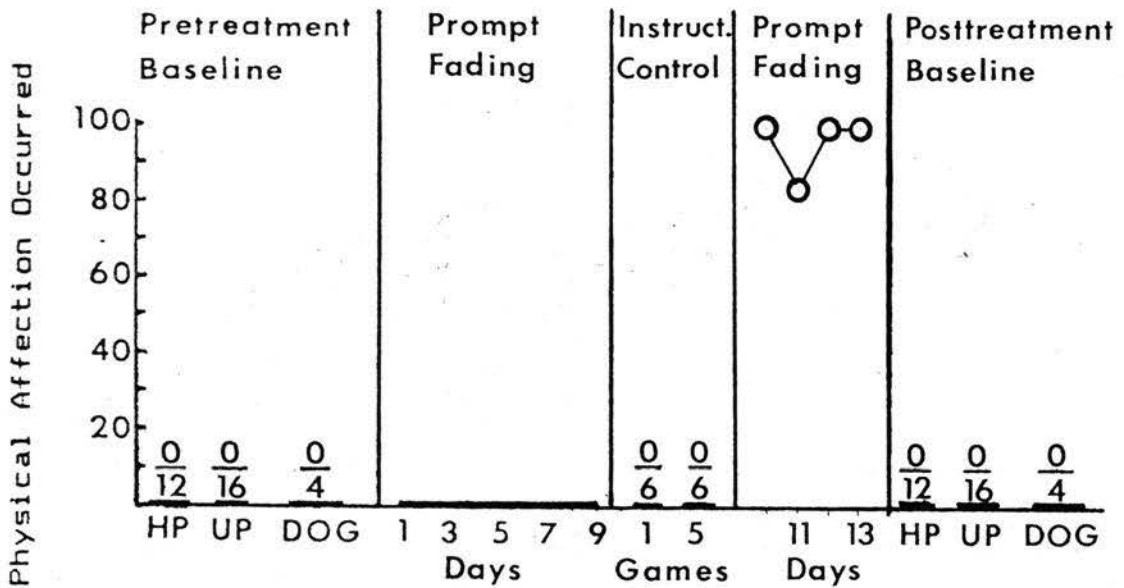 Pretreatment Baseline
Prompt Fading
Instruct. Control
Prompt Fading
Posttreatment Baseline
Physical Affection Occurred
100
80
60
40
20
0/12 0/16 0/4
0/6 0/6
0/12 0/16 0/4
HP UP DOG 1 3 5 7 9 1 5 11 13 HP UP DOG
Days Games Days